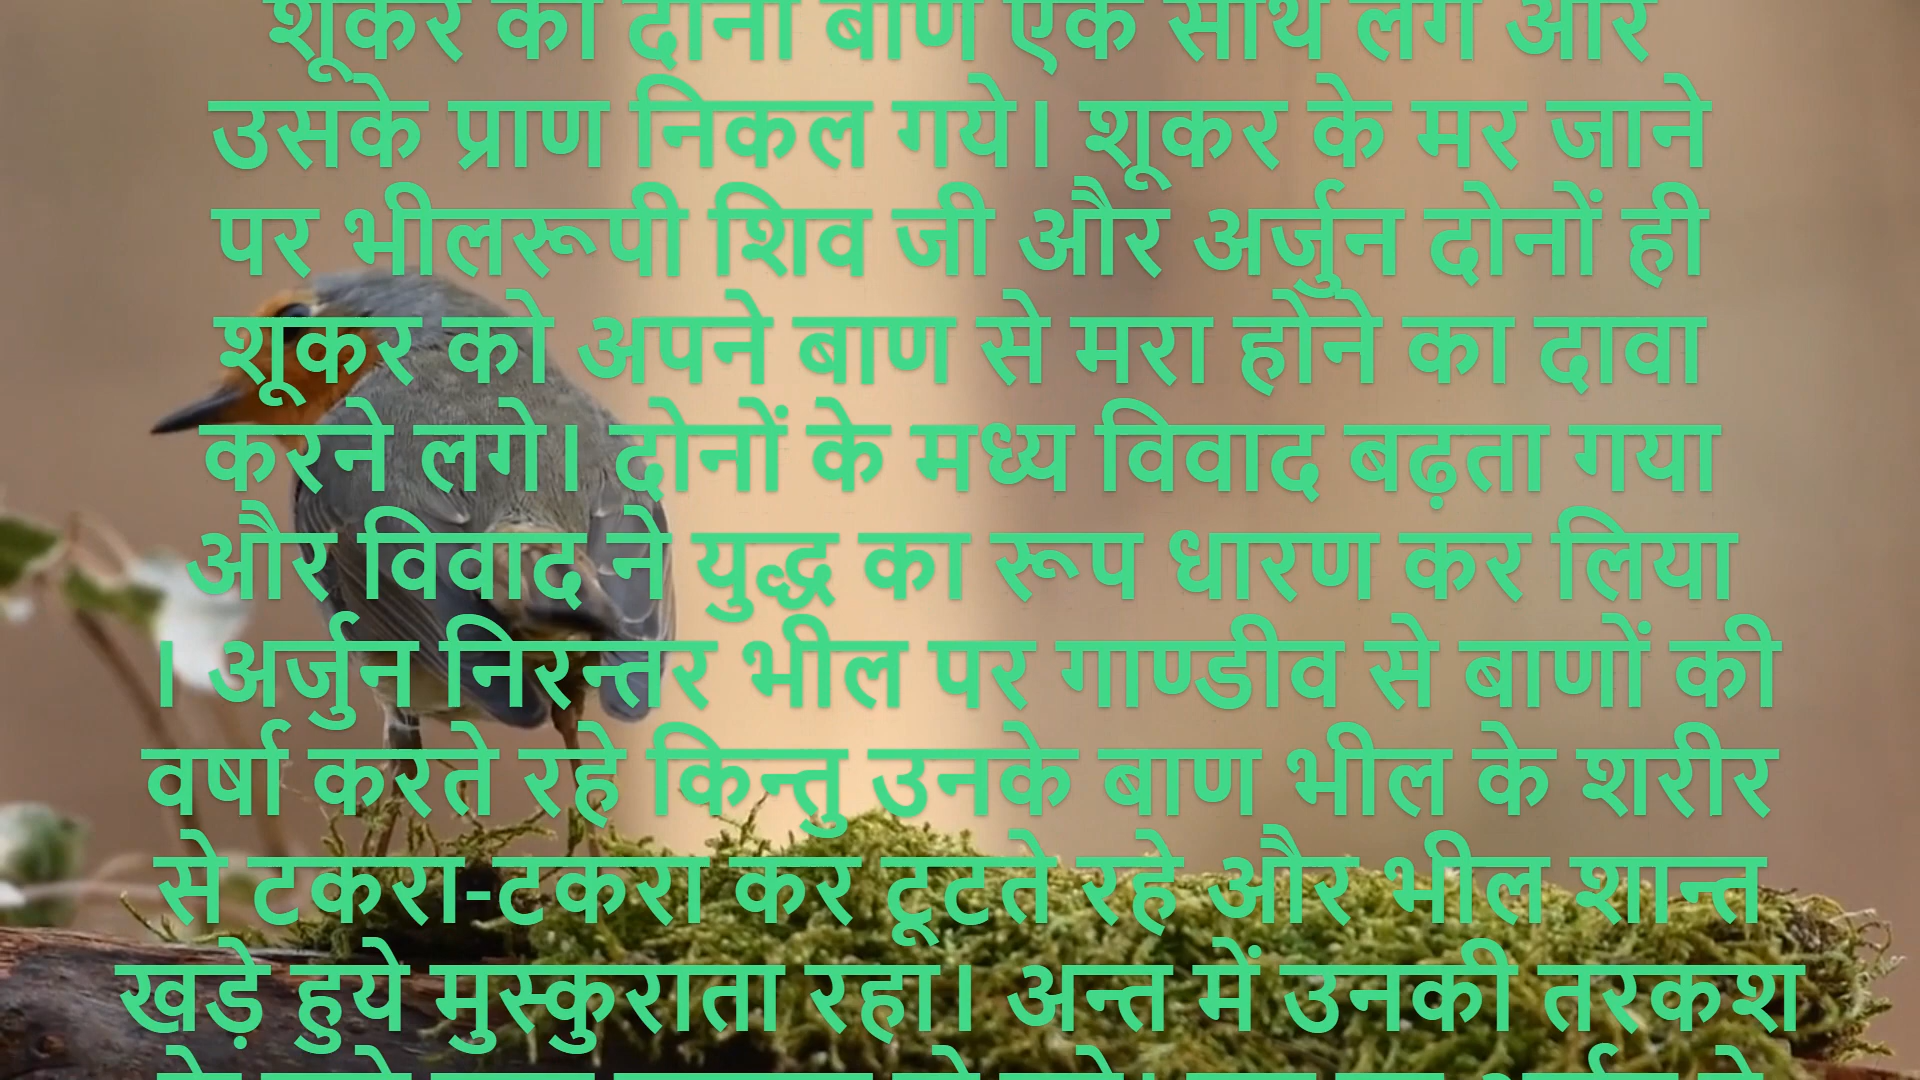 शूकर को दोनों बाण एक साथ लगे और
उसके प्राण निकल गये। शूकर के मर जाने
पर भीलरूपी शिव जी और अर्जुन दोनों ही
शूकर को अपने बाण से मरा होने का दावा
करने लगे। दोनों के मध्य विवाद बढ़ता गया
और विवाद ने युद्ध का रूप धारण कर लिया
। अर्जुन निरन्तर भील पर गाण्डीव से बाणों की
वर्षा करते रहे किन्तु उनके बाण भील के शरीर
से टकरा-टकरा कर टूटते रहे और भील शान्त
खड़े हुये मुस्कुराता रहा। अन्त में उनकी तरकश